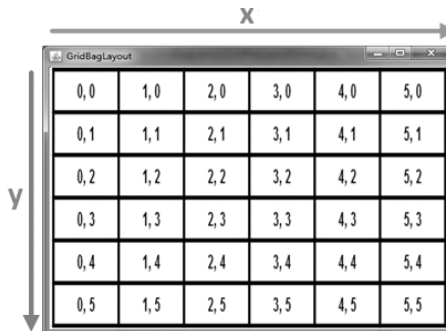 x
GridBagLayout
0, 0 1, 0 2, 0 3, 0 4, 0 5, 0
0, 1 1, 1 2, 1 3, 1 4, 1 5, 1
y
0, 2 1, 2 2, 2 3, 2 4, 2 5, 2
0, 3 1, 3 2, 3 3, 3 4, 3 5, 3
0, 4 1, 4 2, 4 3, 4 4, 4 5, 4
0, 5 1, 5 2, 5 3, 5 4, 5 5, 5